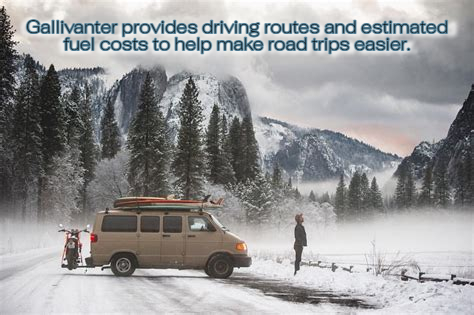 Gallivanter provides driving routes and estimated
fuel costs to help make road trips easier.